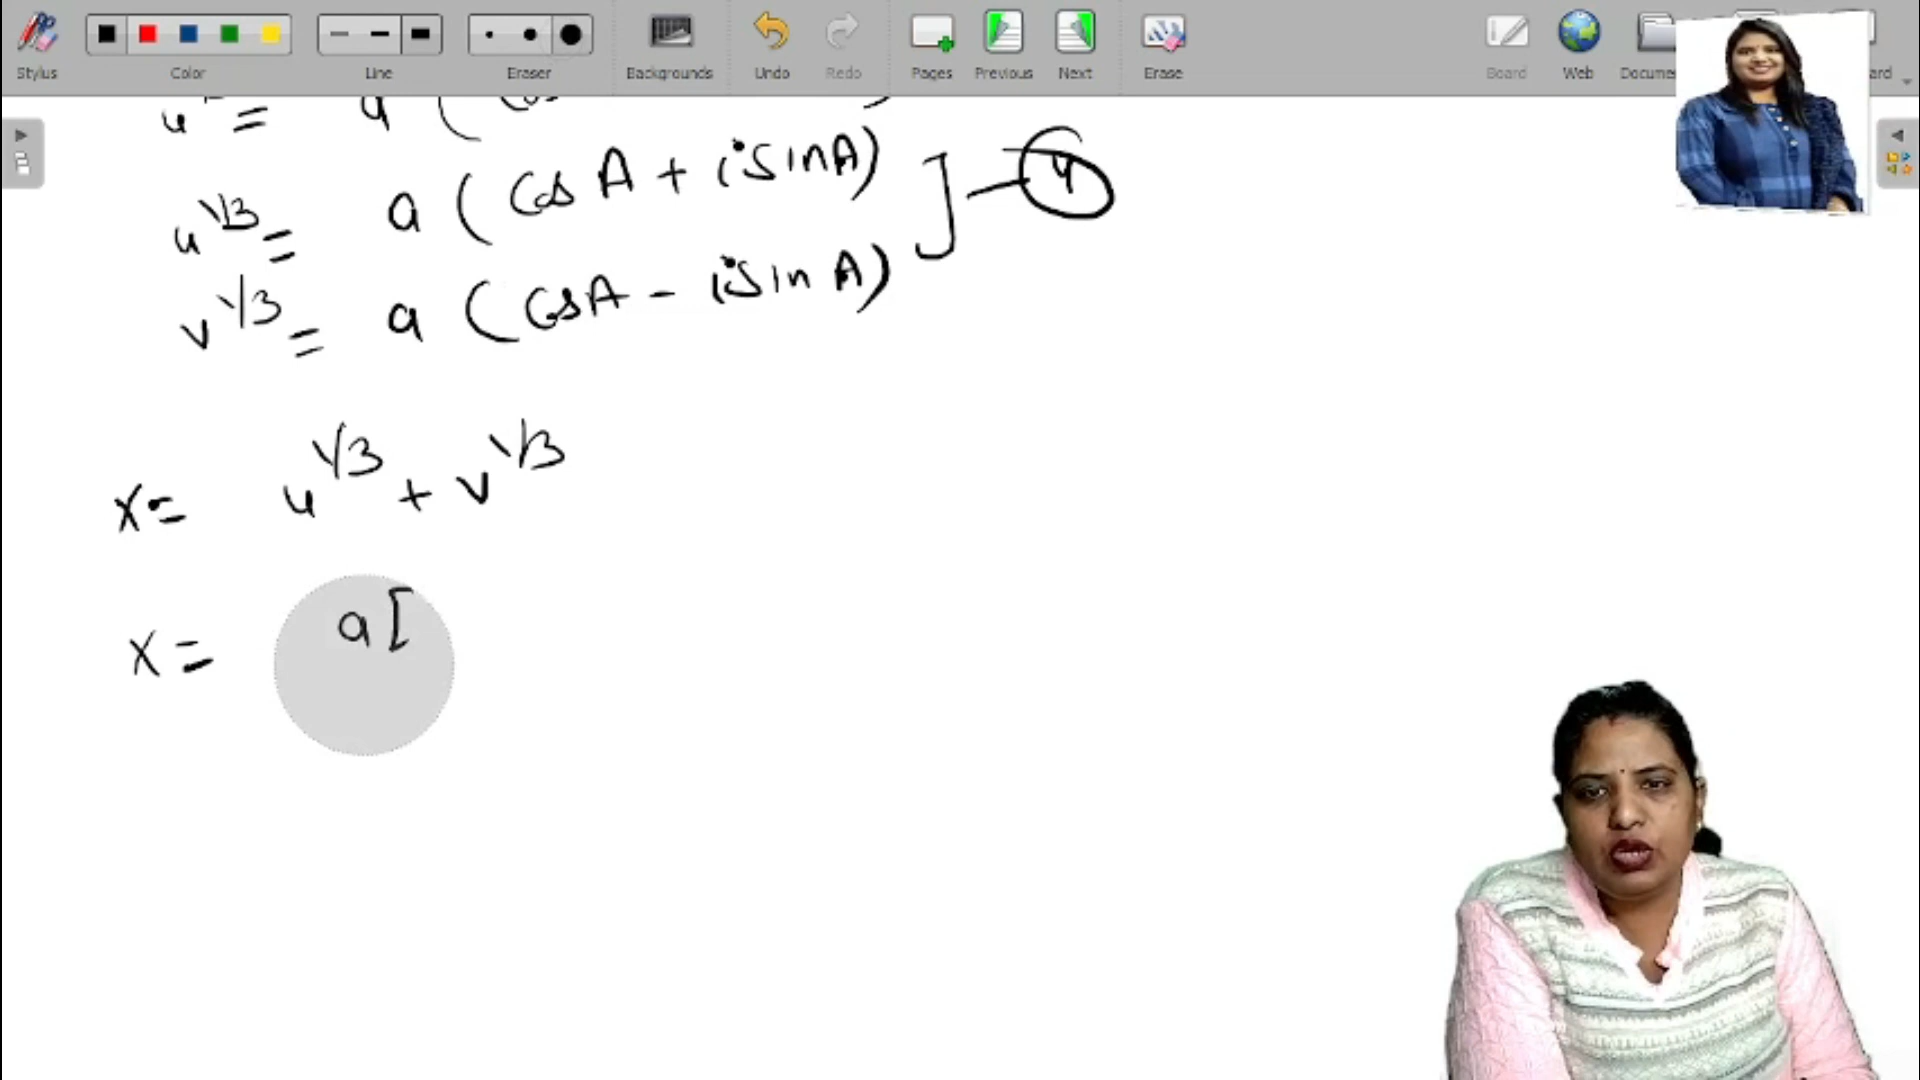 Stylus Color Line Eraser Backgrounds Undo Redo Pages Previous Next Erase Board Web
u^1/3 = a ( Cos A + i Sin A)
v^1/3 = a ( Cos A - i Sin A)
4
x = u^1/3 + v^1/3
x = a [